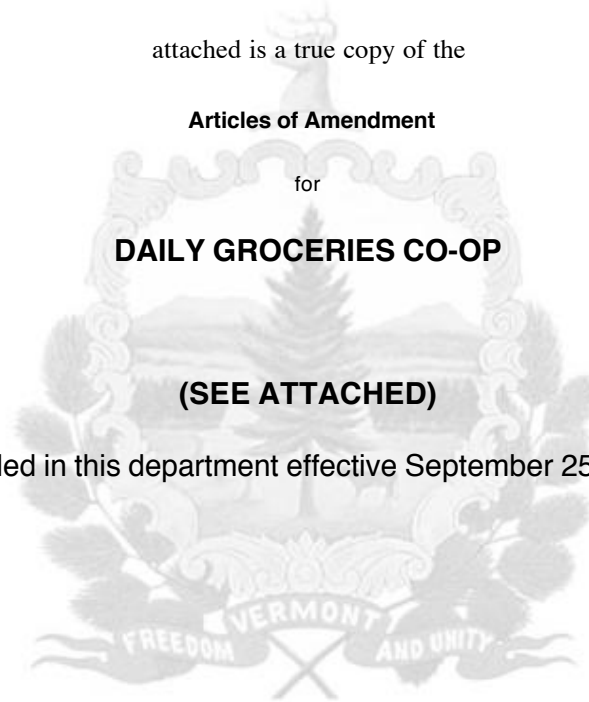 attached is a true copy of the
Articles of Amendment
for
DAILY GROCERIES CO-OP
(SEE ATTACHED)
led in this department effective September 25
FREEDOM VERMONT AND UNITY